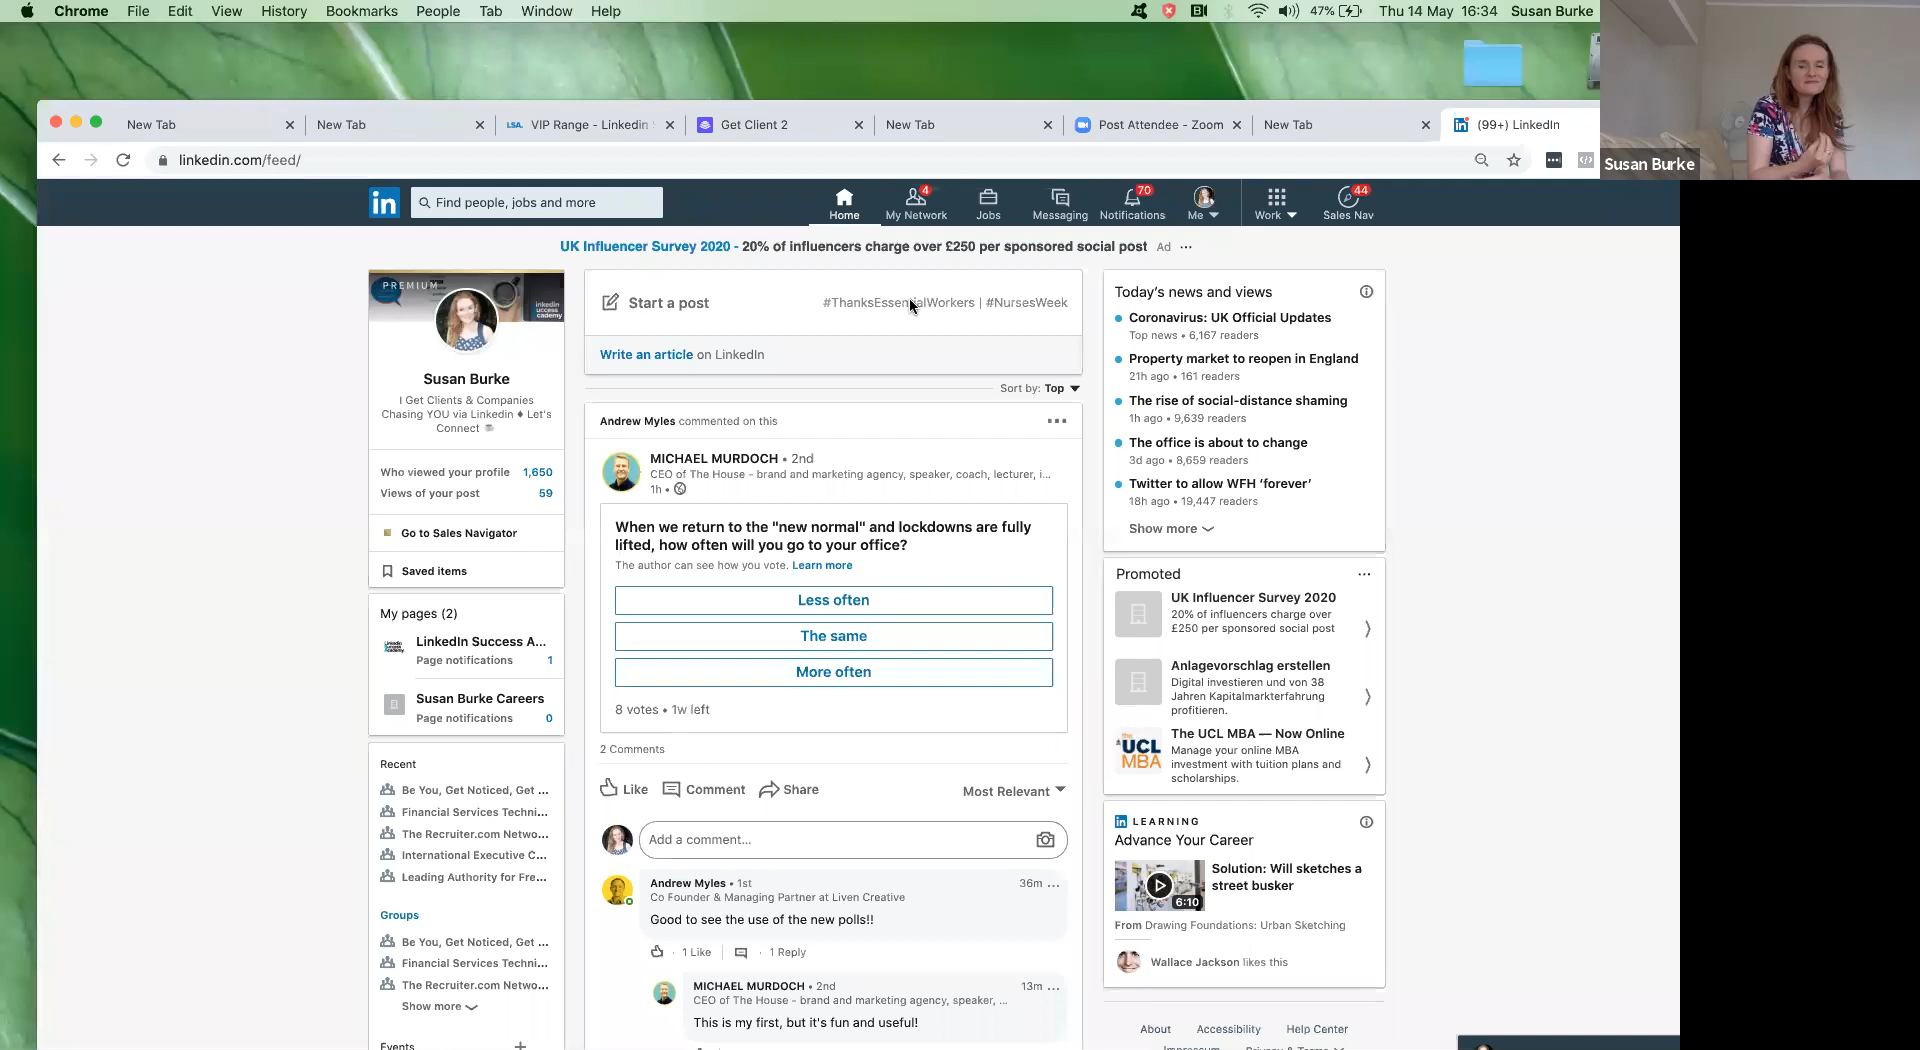 Chrome File Edit View History Bookmarks People Tab Window Help
47% Thu 14 May 16:34 Susan Burke
New Tab
New Tab
LSA. VIP Range - Linkedin
Get Client 2
New Tab
Post Attendee - Zoom
New Tab
(99+) LinkedIn
linkedin.com/feed/
Susan Burke
in
Find people, jobs and more
Home
4
My Network
Jobs
Messaging
70
Notifications
Me
Work
44
Sales Nav
UK Influencer Survey 2020 - 20% of influencers charge over £250 per sponsored social post Ad ...
PREMIUM
Susan Burke
I Get Clients & Companies
Chasing YOU via Linkedin ♦ Let's
Connect ☕
Who viewed your profile 1,650
Views of your post 59
Go to Sales Navigator
Saved items
My pages (2)
LinkedIn Success A...
Page notifications 1
Susan Burke Careers
Page notifications 0
Recent
Be You, Get Noticed, Get ...
Financial Services Techni...
The Recruiter.com Netwo...
International Executive C...
Leading Authority for Fre...
Groups
Be You, Get Noticed, Get ...
Financial Services Techni...
The Recruiter.com Netwo...
Show more
Events +
Start a post
#ThanksEssentialWorkers | #NursesWeek
Write an article on LinkedIn
Sort by: Top
Andrew Myles commented on this
MICHAEL MURDOCH • 2nd
CEO of The House - brand and marketing agency, speaker, coach, lecturer, i...
1h •
When we return to the "new normal" and lockdowns are fully
lifted, how often will you go to your office?
The author can see how you vote. Learn more
Less often
The same
More often
8 votes • 1w left
2 Comments
Like Comment Share
Most Relevant
Add a comment...
Andrew Myles • 1st
36m ...
Co Founder & Managing Partner at Liven Creative
Good to see the use of the new polls!!
1 Like 1 Reply
MICHAEL MURDOCH • 2nd
13m ...
CEO of The House - brand and marketing agency, speaker, ...
This is my first, but it's fun and useful!
Today's news and views
Coronavirus: UK Official Updates
Top news • 6,167 readers
Property market to reopen in England
21h ago • 161 readers
The rise of social-distance shaming
1h ago • 9,639 readers
The office is about to change
3d ago • 8,659 readers
Twitter to allow WFH ‘forever’
18h ago • 19,447 readers
Show more
Promoted
UK Influencer Survey 2020
20% of influencers charge over
£250 per sponsored social post
Anlagevorschlag erstellen
Digital investieren und von 38
Jahren Kapitalmarkterfahrung
profitieren.
the UCL MBA
The UCL MBA — Now Online
Manage your online MBA
investment with tuition plans and
scholarships.
in LEARNING
Advance Your Career
6:10
Solution: Will sketches a
street busker
From Drawing Foundations: Urban Sketching
Wallace Jackson likes this
About Accessibility Help Center